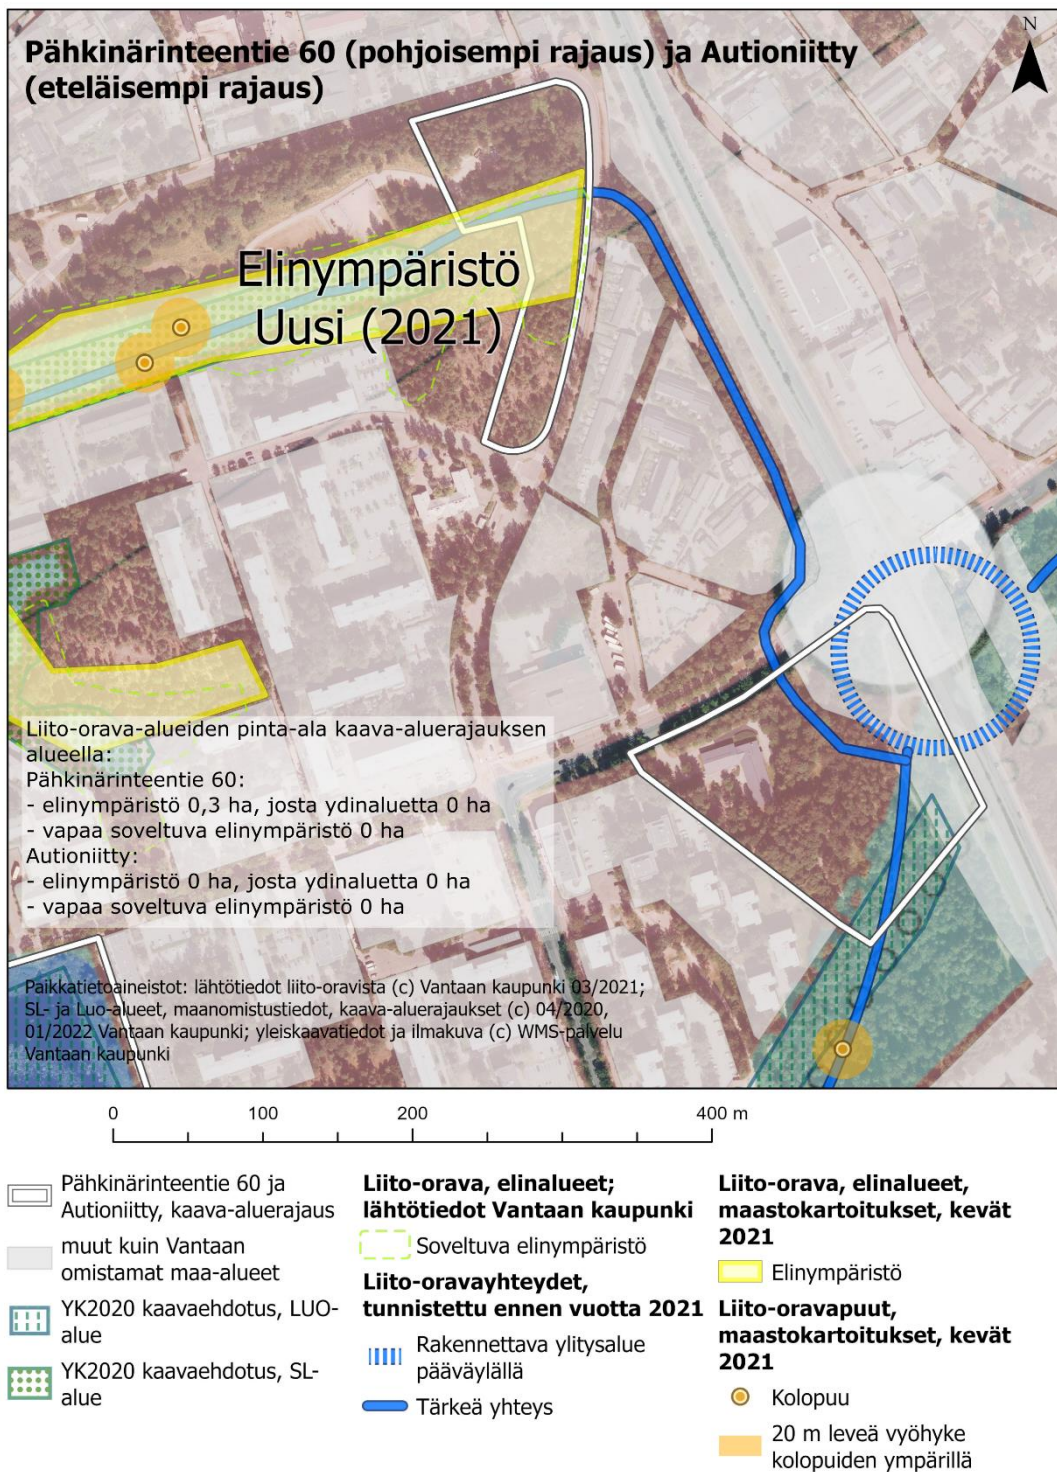 N
Pähkinärinteentie 60 (pohjoisempi rajaus) ja Autioniitty
(eteläisempi rajaus)
Elinympäristö
Uusi (2021)
Liito-orava-alueiden pinta-ala kaava-aluerajauksen
alueella:
Pähkinärinteentie 60:
- elinympäristö 0,3 ha, josta ydinaluetta 0 ha
- vapaa soveltuva elinympäristö 0 ha
Autioniitty:
- elinympäristö 0 ha, josta ydinaluetta 0 ha
- vapaa soveltuva elinympäristö 0 ha
Paikkatietoaineistot: lähtötiedot liito-oravista (c) Vantaan kaupunki 03/2021;
SL- ja Luo-alueet, maanomistustiedot, kaava-aluerajaukset (c) 04/2020,
01/2022 Vantaan kaupunki; yleiskaavatiedot ja ilmakuva (c) WMS-palvelu
Vantaan kaupunki
0 100 200 400 m
Pähkinärinteentie 60 ja
Autioniitty, kaava-aluerajaus
muut kuin Vantaan
omistamat maa-alueet
YK2020 kaavaehdotus, LUO-
alue
YK2020 kaavaehdotus, SL-
alue
Liito-orava, elinalueet;
lähtötiedot Vantaan kaupunki
Soveltuva elinympäristö
Liito-oravayhteydet,
tunnistettu ennen vuotta 2021
Rakennettava ylitysalue
pääväylällä
Tärkeä yhteys
Liito-orava, elinalueet,
maastokartoitukset, kevät
2021
Elinympäristö
Liito-oravapuut,
maastokartoitukset, kevät
2021
Kolopuu
20 m leveä vyöhyke
kolopuiden ympärillä